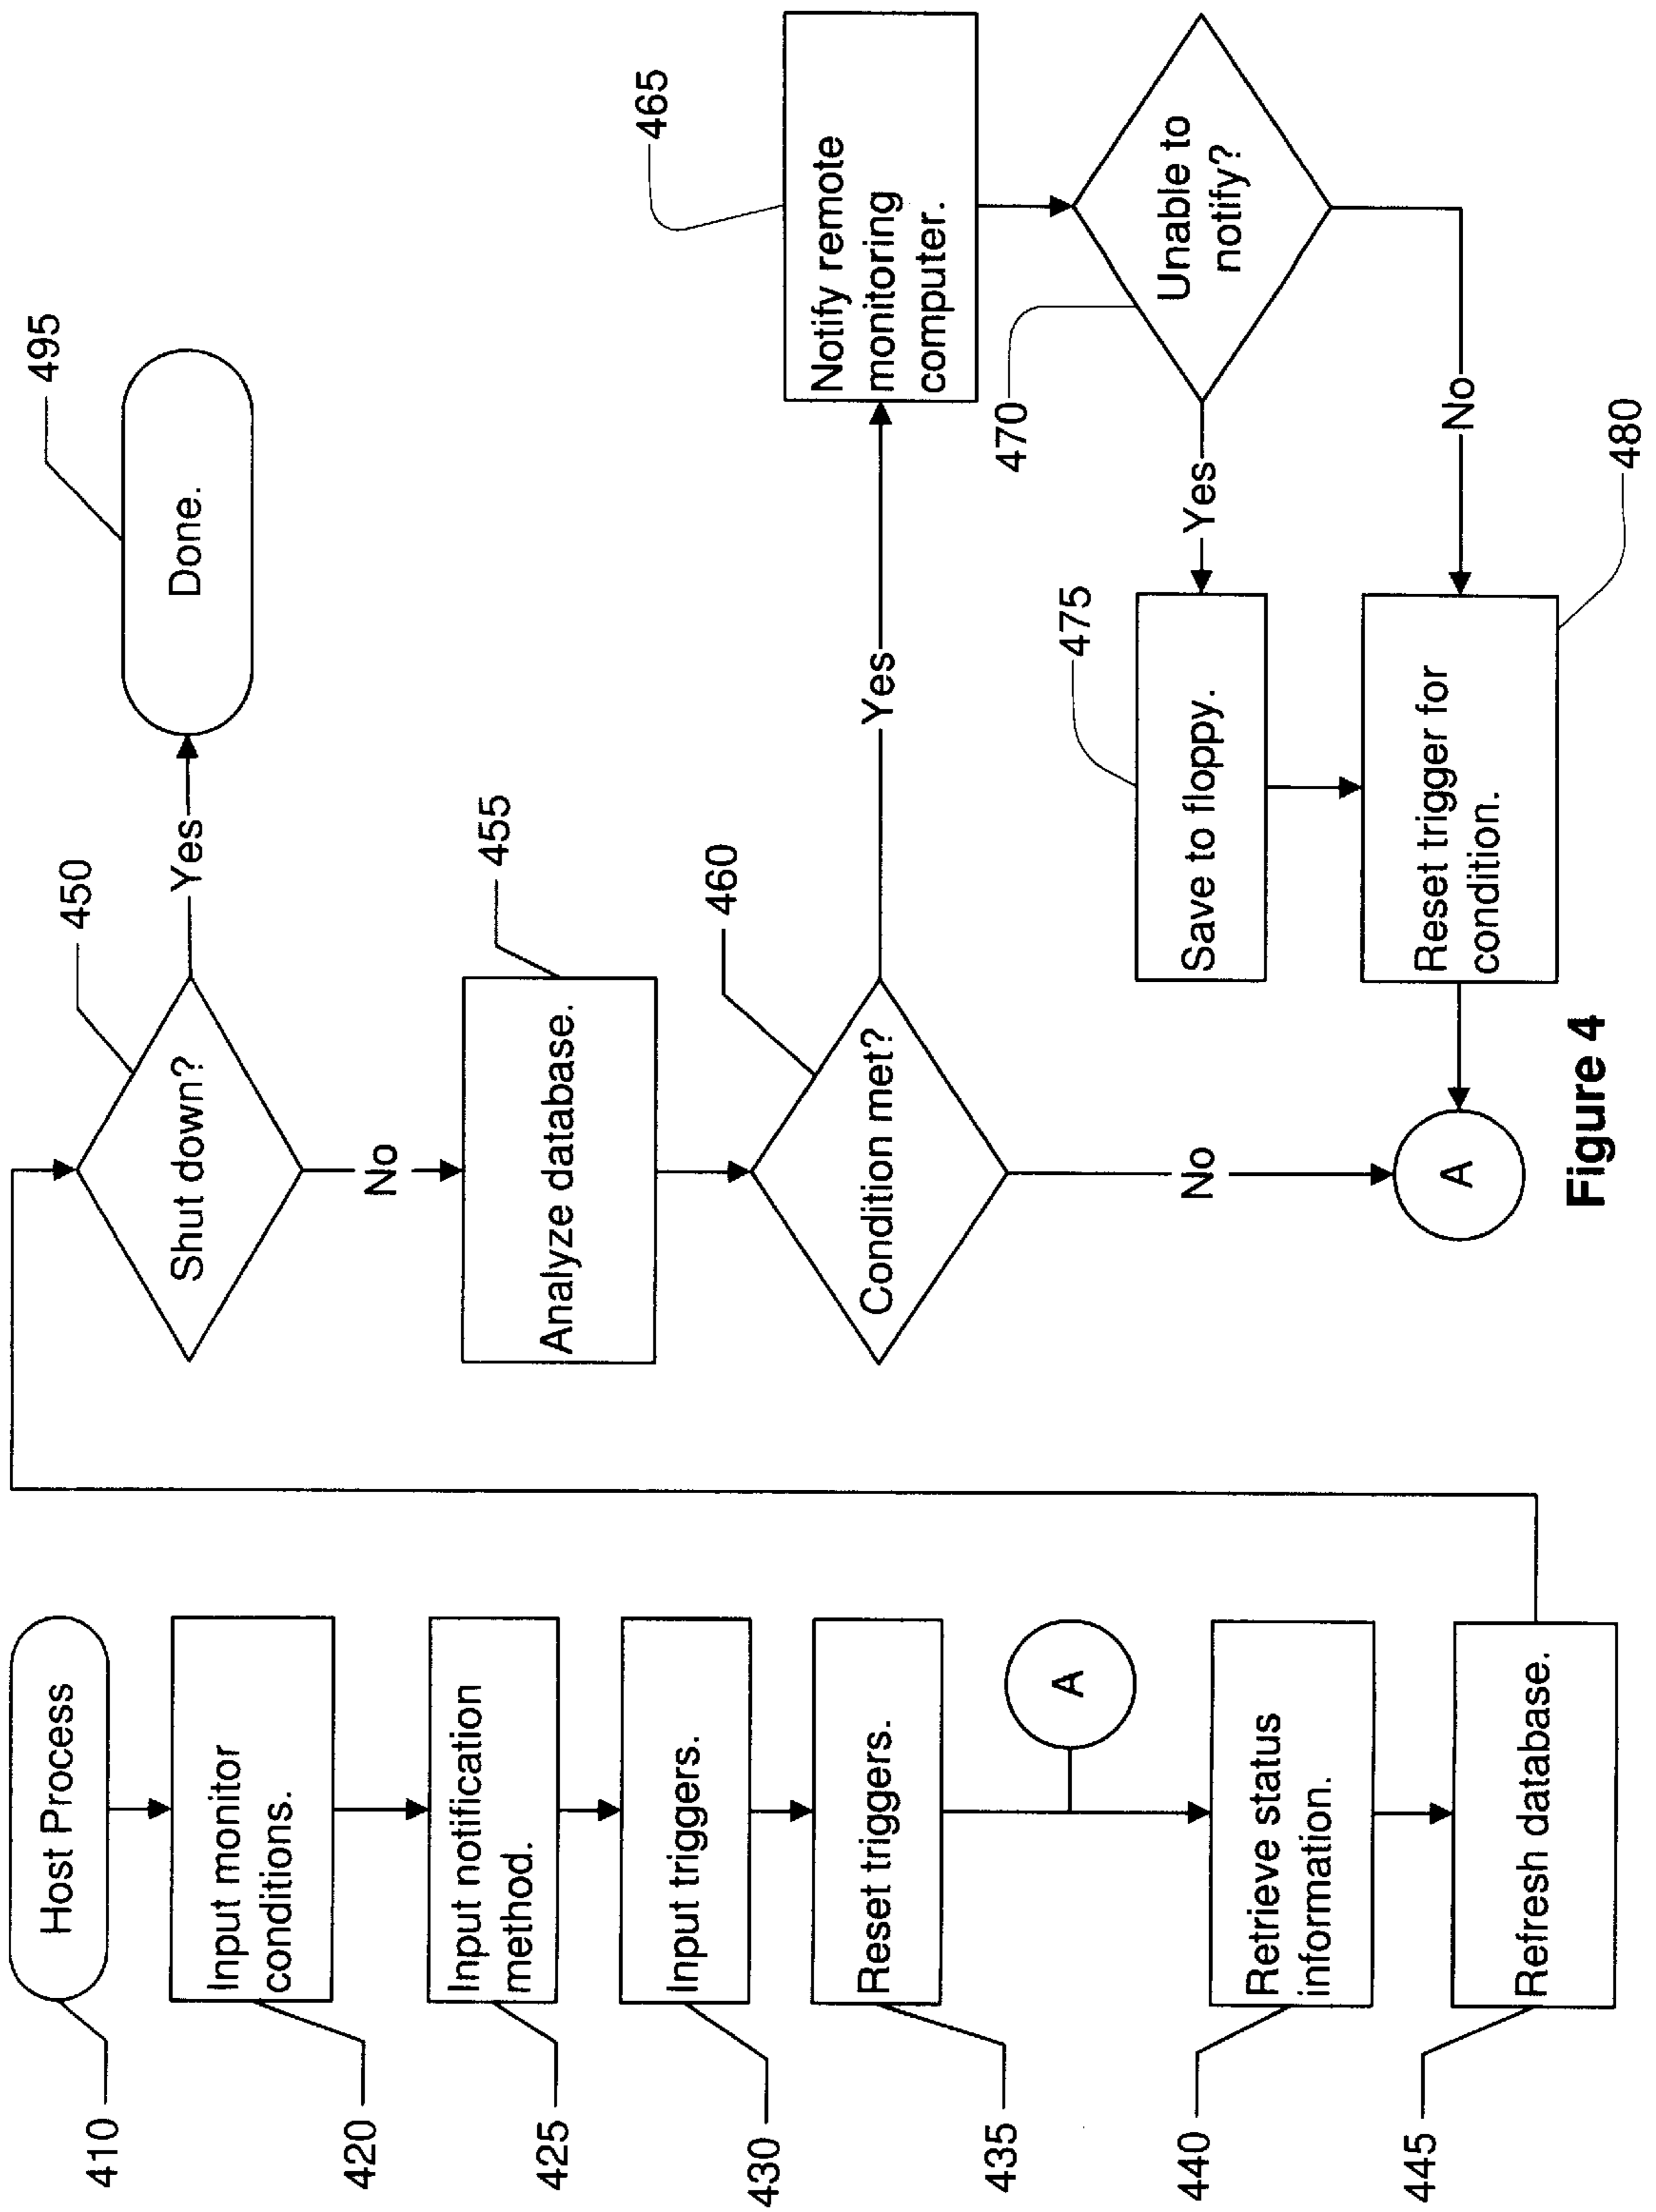 410
Host Process
420
Input monitor
conditions.
425
Input notification
method.
430
Input triggers.
435
Reset triggers.
A
440
Retrieve status
information.
445
Refresh database.
450
Shut down?
Yes
495
Done.
No
455
Analyze database.
460
Condition met?
Yes
465
Notify remote
monitoring
computer.
470
Unable to
notify?
Yes
475
Save to floppy.
No
480
Reset trigger for
condition.
No
A
Figure 4